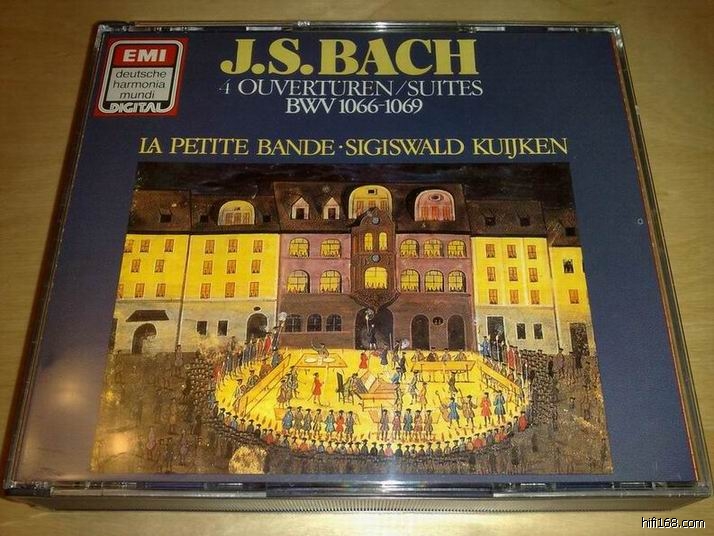 EMI
deutsche
harmonia
mundi
DIGITAL
J.S. BACH
4 OUVERTUREN/SUITES
BWV 1066-1069
LA PETITE BANDE · SIGISWALD KUIJKEN
hifi168.com